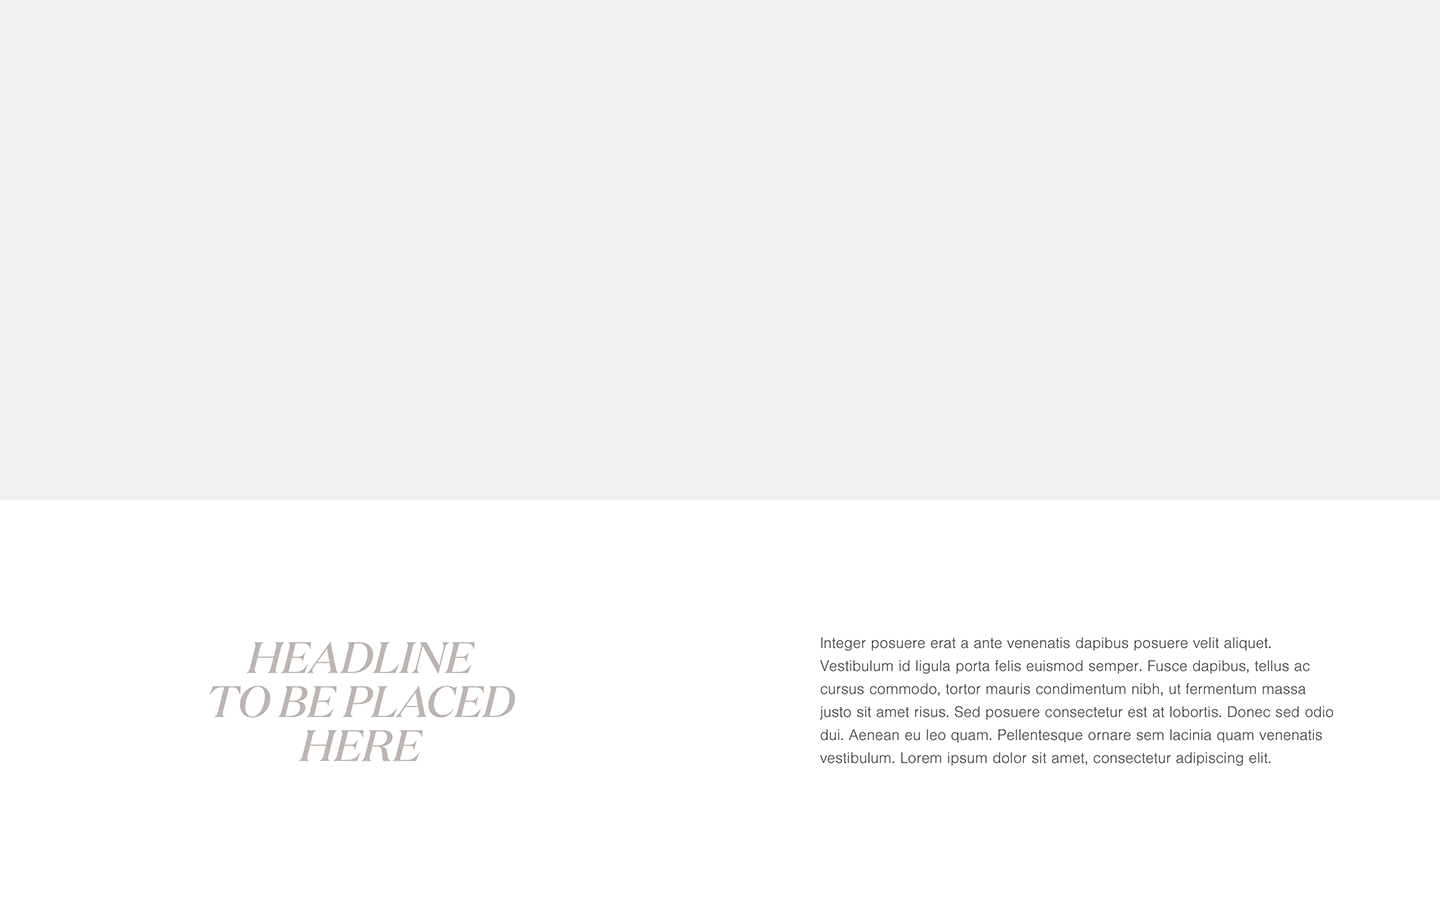 HEADLINE
TO BE PLACED
HERE
Integer posuere erat a ante venenatis dapibus posuere velit aliquet.
Vestibulum id ligula porta felis euismod semper. Fusce dapibus, tellus ac
cursus commodo, tortor mauris condimentum nibh, ut fermentum massa
justo sit amet risus. Sed posuere consectetur est at lobortis. Donec sed odio
dui. Aenean eu leo quam. Pellentesque ornare sem lacinia quam venenatis
vestibulum. Lorem ipsum dolor sit amet, consectetur adipiscing elit.